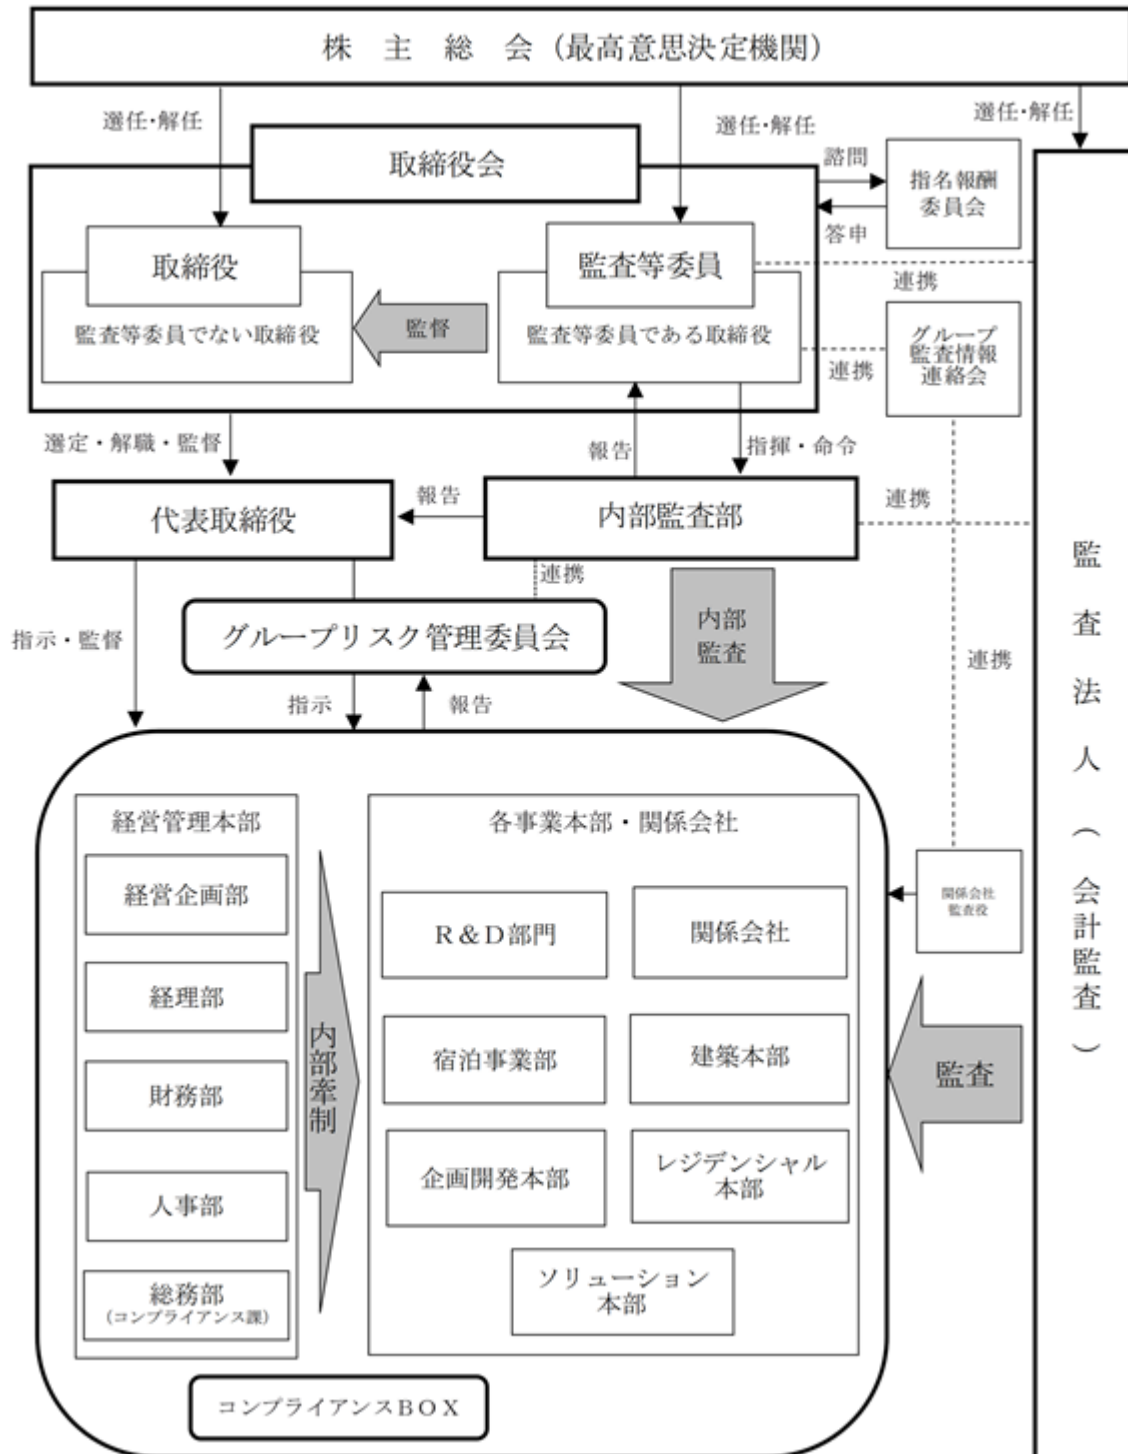 株 主 総 会 (最高意思決定機関)
選任・解任
選任・解任
選任・解任
取締役会
諮問
答申
指名報酬
委員会
取締役
監査等委員でない取締役
監督
監査等委員
監査等委員である取締役
連携
連携
グループ
監査情報
連絡会
選定・解職・監督
報告
指揮・命令
代表取締役
報告
内部監査部
連携
連携
グループリスク管理委員会
内部
監査
指示・監督
指示
報告
連携
監査法人(会計監査)
経営管理本部
経営企画部
経理部
財務部
人事部
総務部
(コンプライアンス課)
内部牽制
各事業本部・関係会社
R&D部門
関係会社
宿泊事業部
建築本部
企画開発本部
レジデンシャル
本部
ソリューション
本部
関係会社
監査役
監査
コンプライアンスBOX